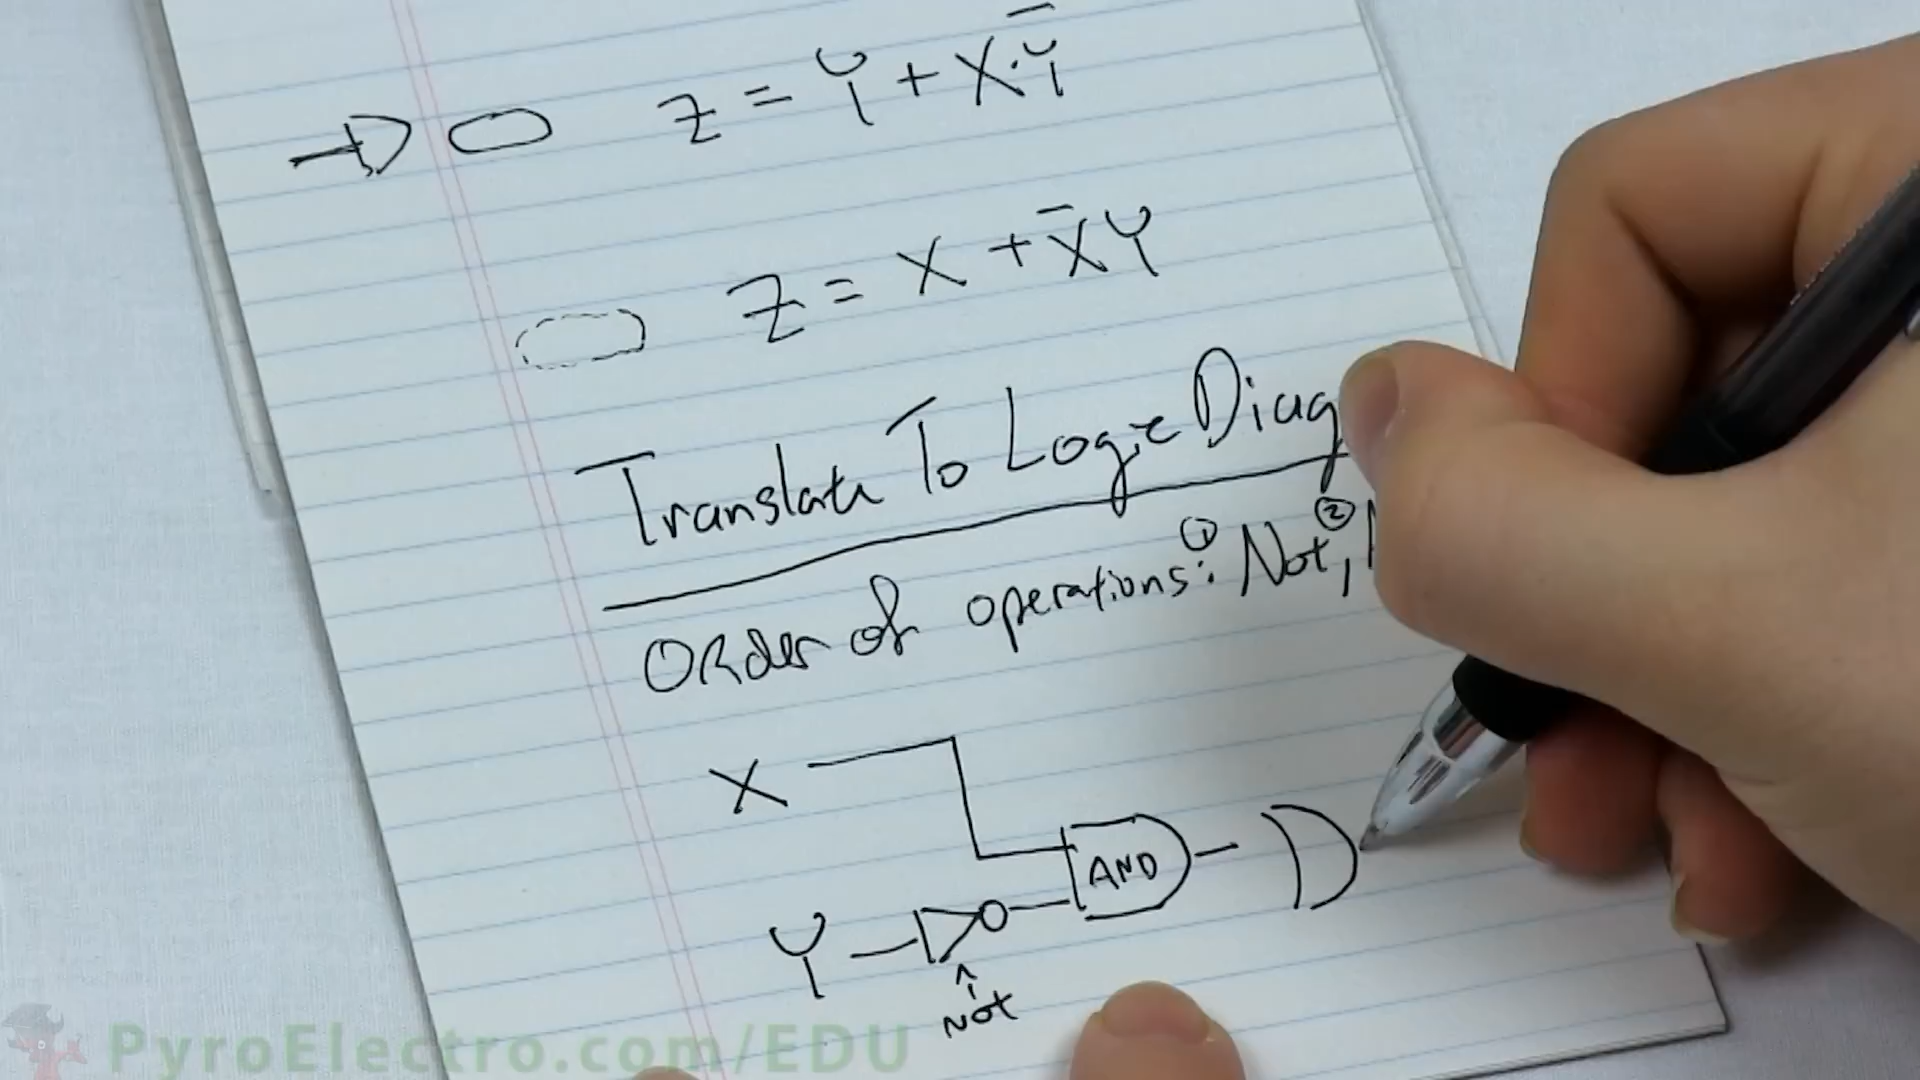 Z = Y + X·Ȳ
Z = X + X̄Y
Translate To Logic Diag
① ②
Order of operations: Not,
X
AND
Y
Not
PyroElectro.com/EDU